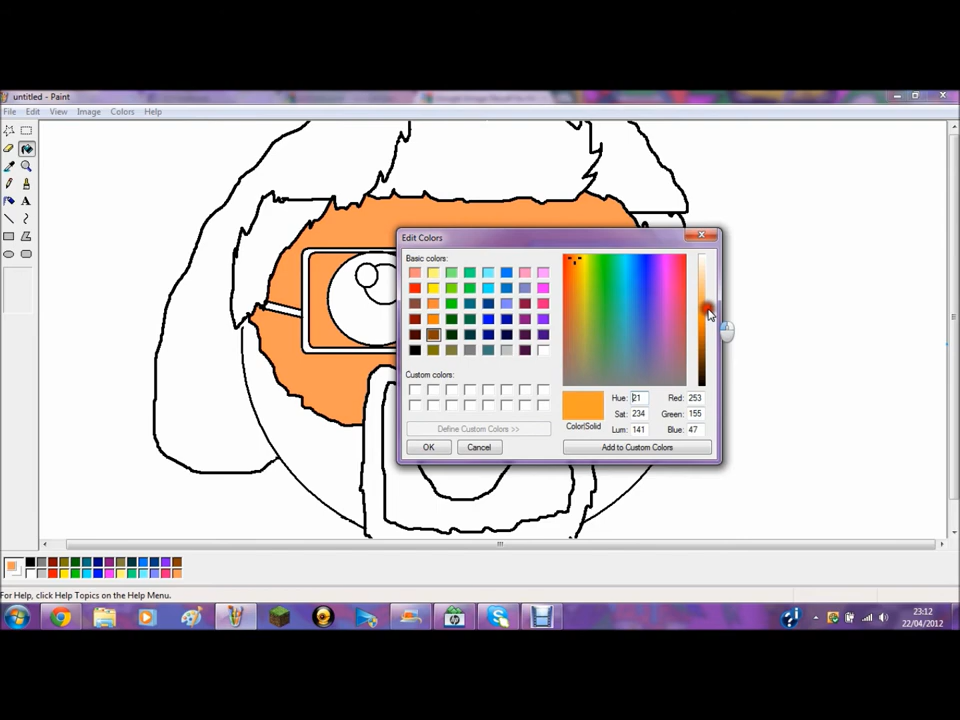 untitled - Paint
File Edit View Image Colors Help
Edit Colors
Basic colors:
Custom colors:
Define Custom Colors >>
OK Cancel
Color|Solid
Hue: 21 Red: 253
Sat: 234 Green: 155
Lum: 141 Blue: 47
Add to Custom Colors
For Help, click Help Topics on the Help Menu.
23:12
22/04/2012